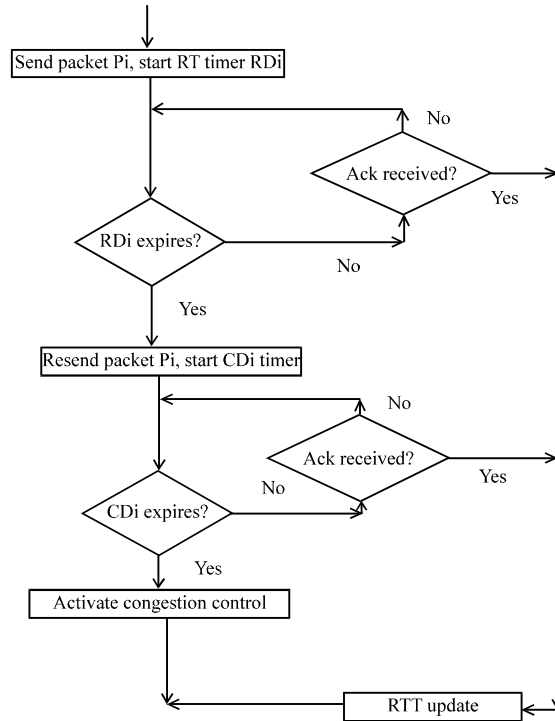 Send packet Pi, start RT timer RDi
No
Ack received?
Yes
RDi expires?
No
Yes
Resend packet Pi, start CDi timer
No
Ack received?
Yes
No
CDi expires?
Yes
Activate congestion control
RTT update